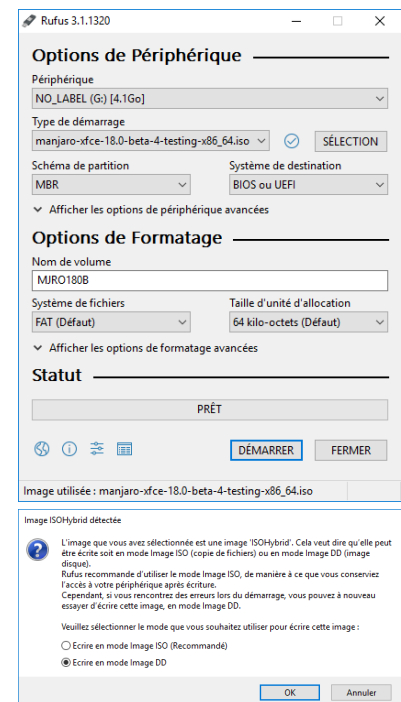 Rufus 3.1.1320
Options de Périphérique
Périphérique
NO_LABEL (G:) [4.1Go]
Type de démarrage
manjaro-xfce-18.0-beta-4-testing-x86_64.iso
SÉLECTION
Schéma de partition
Système de destination
MBR
BIOS ou UEFI
Afficher les options de périphérique avancées
Options de Formatage
Nom de volume
MJRO180B
Système de fichiers
Taille d'unité d'allocation
FAT (Défaut)
64 kilo-octets (Défaut)
Afficher les options de formatage avancées
Statut
PRÊT
DÉMARRER
FERMER
Image utilisée : manjaro-xfce-18.0-beta-4-testing-x86_64.iso
Image ISOHybrid détectée
L'image que vous avez sélectionnée est une image 'ISOHybrid'. Cela veut dire qu'elle peut
être écrite soit en mode Image ISO (copie de fichiers) ou en mode Image DD (image
disque).
Rufus recommande d'utiliser le mode Image ISO, de manière à ce que vous conserviez
l'accès à votre périphérique après écriture.
Cependant, si vous rencontrez des erreurs lors du démarrage, vous pouvez à nouveau
essayer d'écrire cette image, en mode Image DD.
Veuillez sélectionner le mode que vous souhaitez utiliser pour écrire cette image :
Ecrire en mode Image ISO (Recommandé)
Ecrire en mode Image DD
OK
Annuler